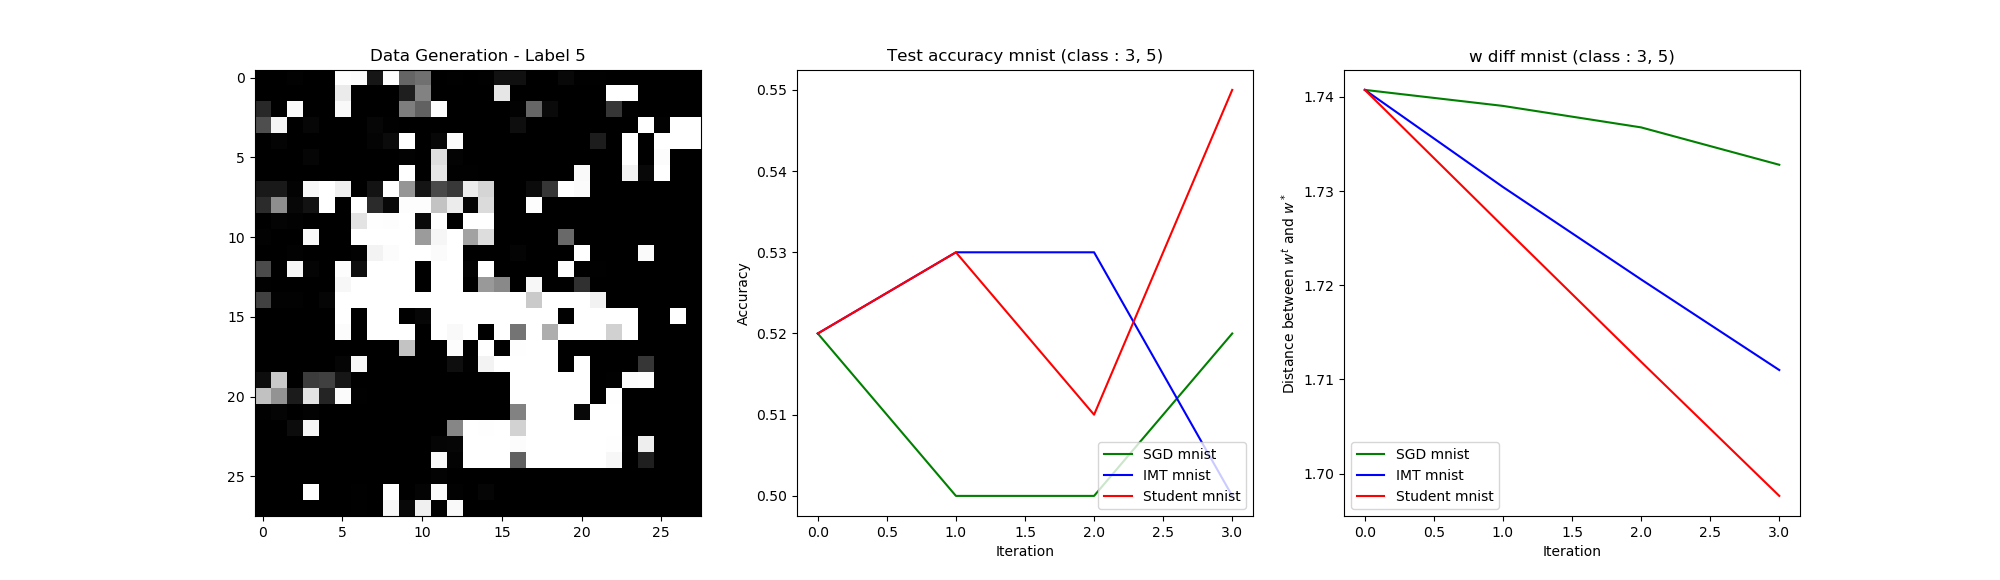 Data Generation - Label 5
0
5
10
15
20
25
0
5
10
15
20
25
Test accuracy mnist (class : 3, 5)
Accuracy
0.55
0.54
0.53
0.52
0.51
0.50
SGD mnist
IMT mnist
Student mnist
0.0
0.5
1.0
1.5
2.0
2.5
3.0
Iteration
w diff mnist (class : 3, 5)
Distance between w^t and w^*
1.74
1.73
1.72
1.71
1.70
SGD mnist
IMT mnist
Student mnist
0.0
0.5
1.0
1.5
2.0
2.5
3.0
Iteration